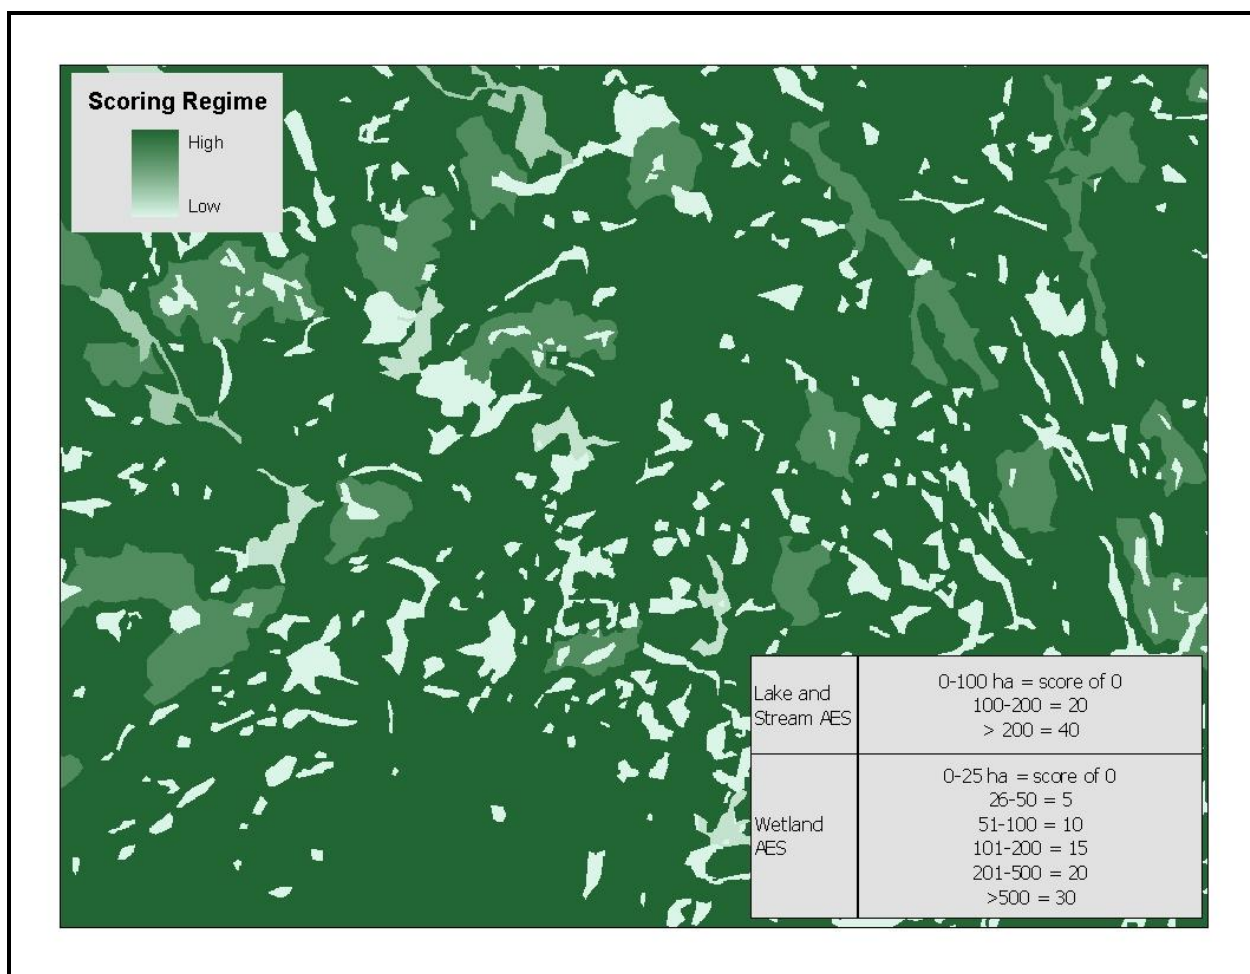 Scoring Regime
High
Low
Lake and
Stream AES
0-100 ha = score of 0
100-200 = 20
> 200 = 40
Wetland
AES
0-25 ha = score of 0
26-50 = 5
51-100 = 10
101-200 = 15
201-500 = 20
>500 = 30